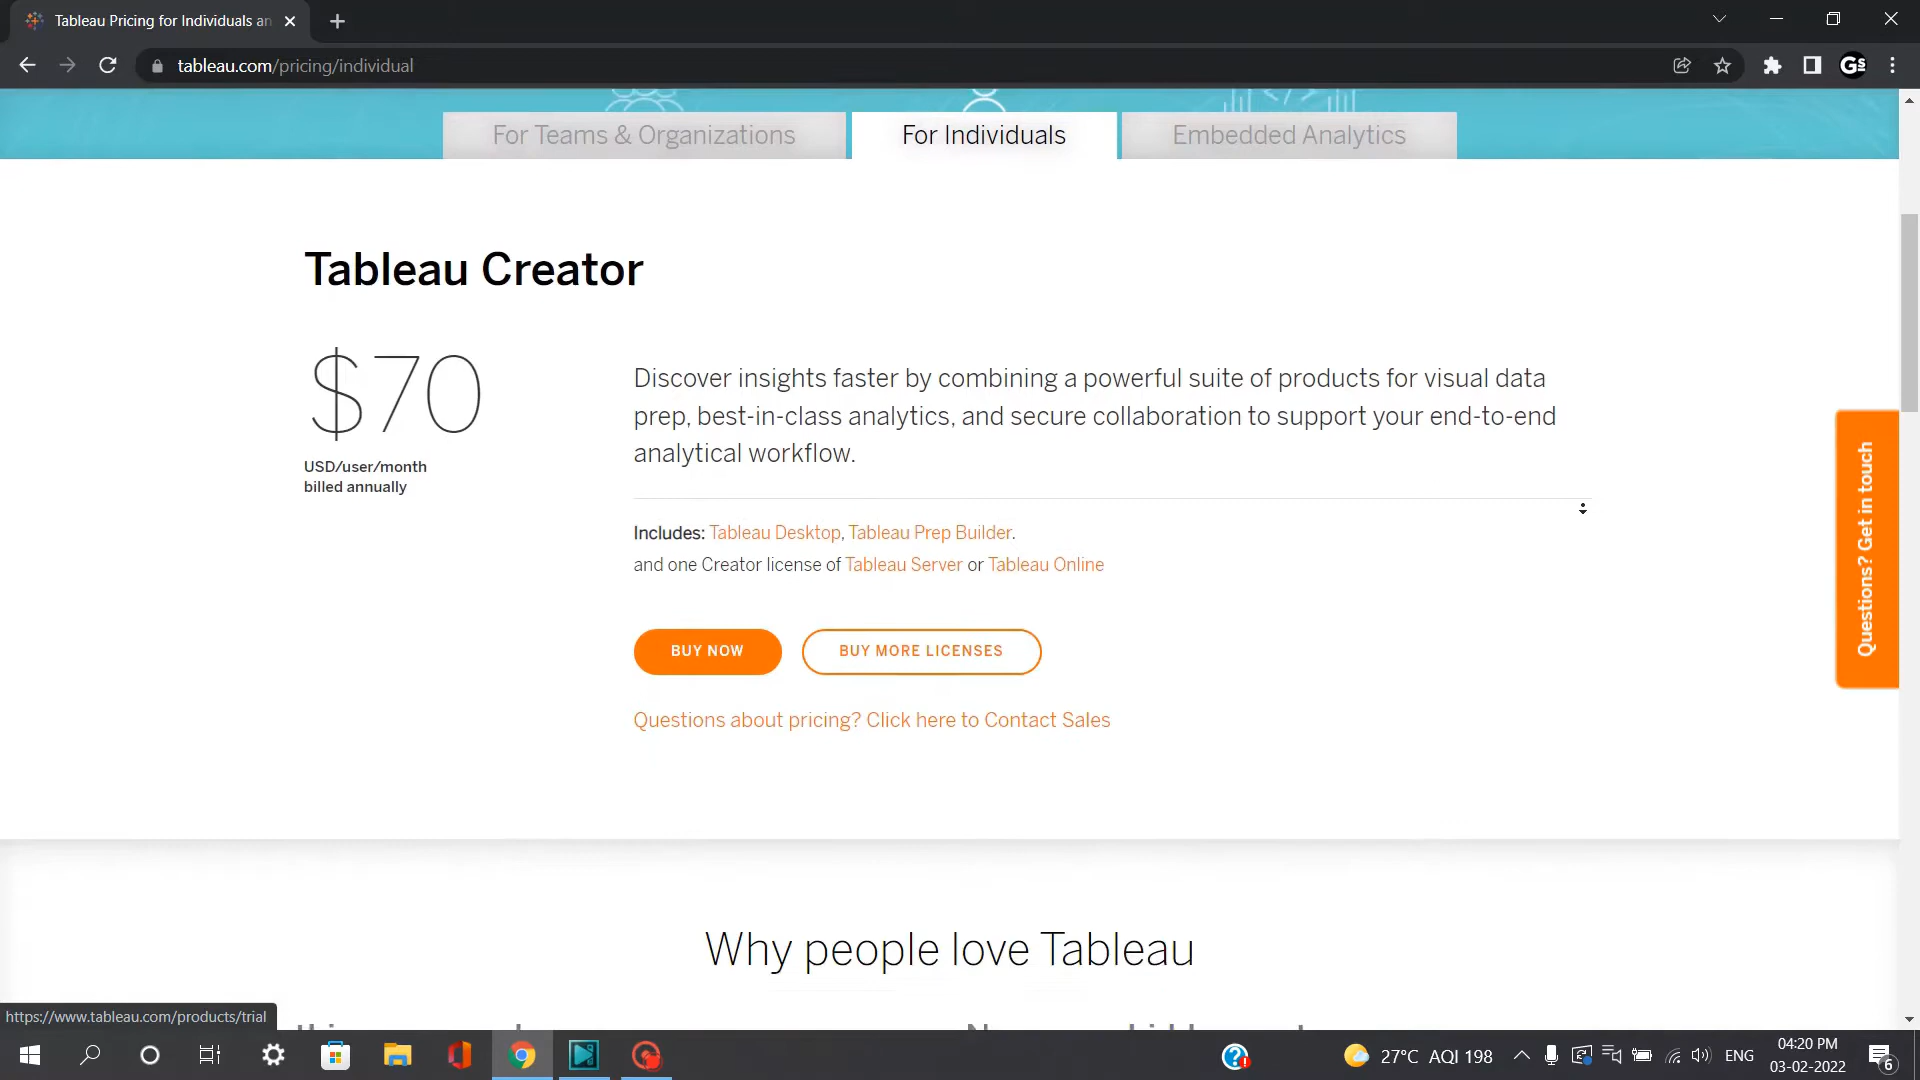 Tableau Pricing for Individuals an
tableau.com/pricing/individual
For Teams & Organizations
For Individuals
Embedded Analytics
Tableau Creator
$70
USD/user/month
billed annually
Discover insights faster by combining a powerful suite of products for visual data
prep, best-in-class analytics, and secure collaboration to support your end-to-end
analytical workflow.
Includes: Tableau Desktop, Tableau Prep Builder.
and one Creator license of Tableau Server or Tableau Online
BUY NOW
BUY MORE LICENSES
Questions about pricing? Click here to Contact Sales
Questions? Get in touch
Why people love Tableau
https://www.tableau.com/products/trial
27°C AQI 198
ENG
04:20 PM
03-02-2022
6